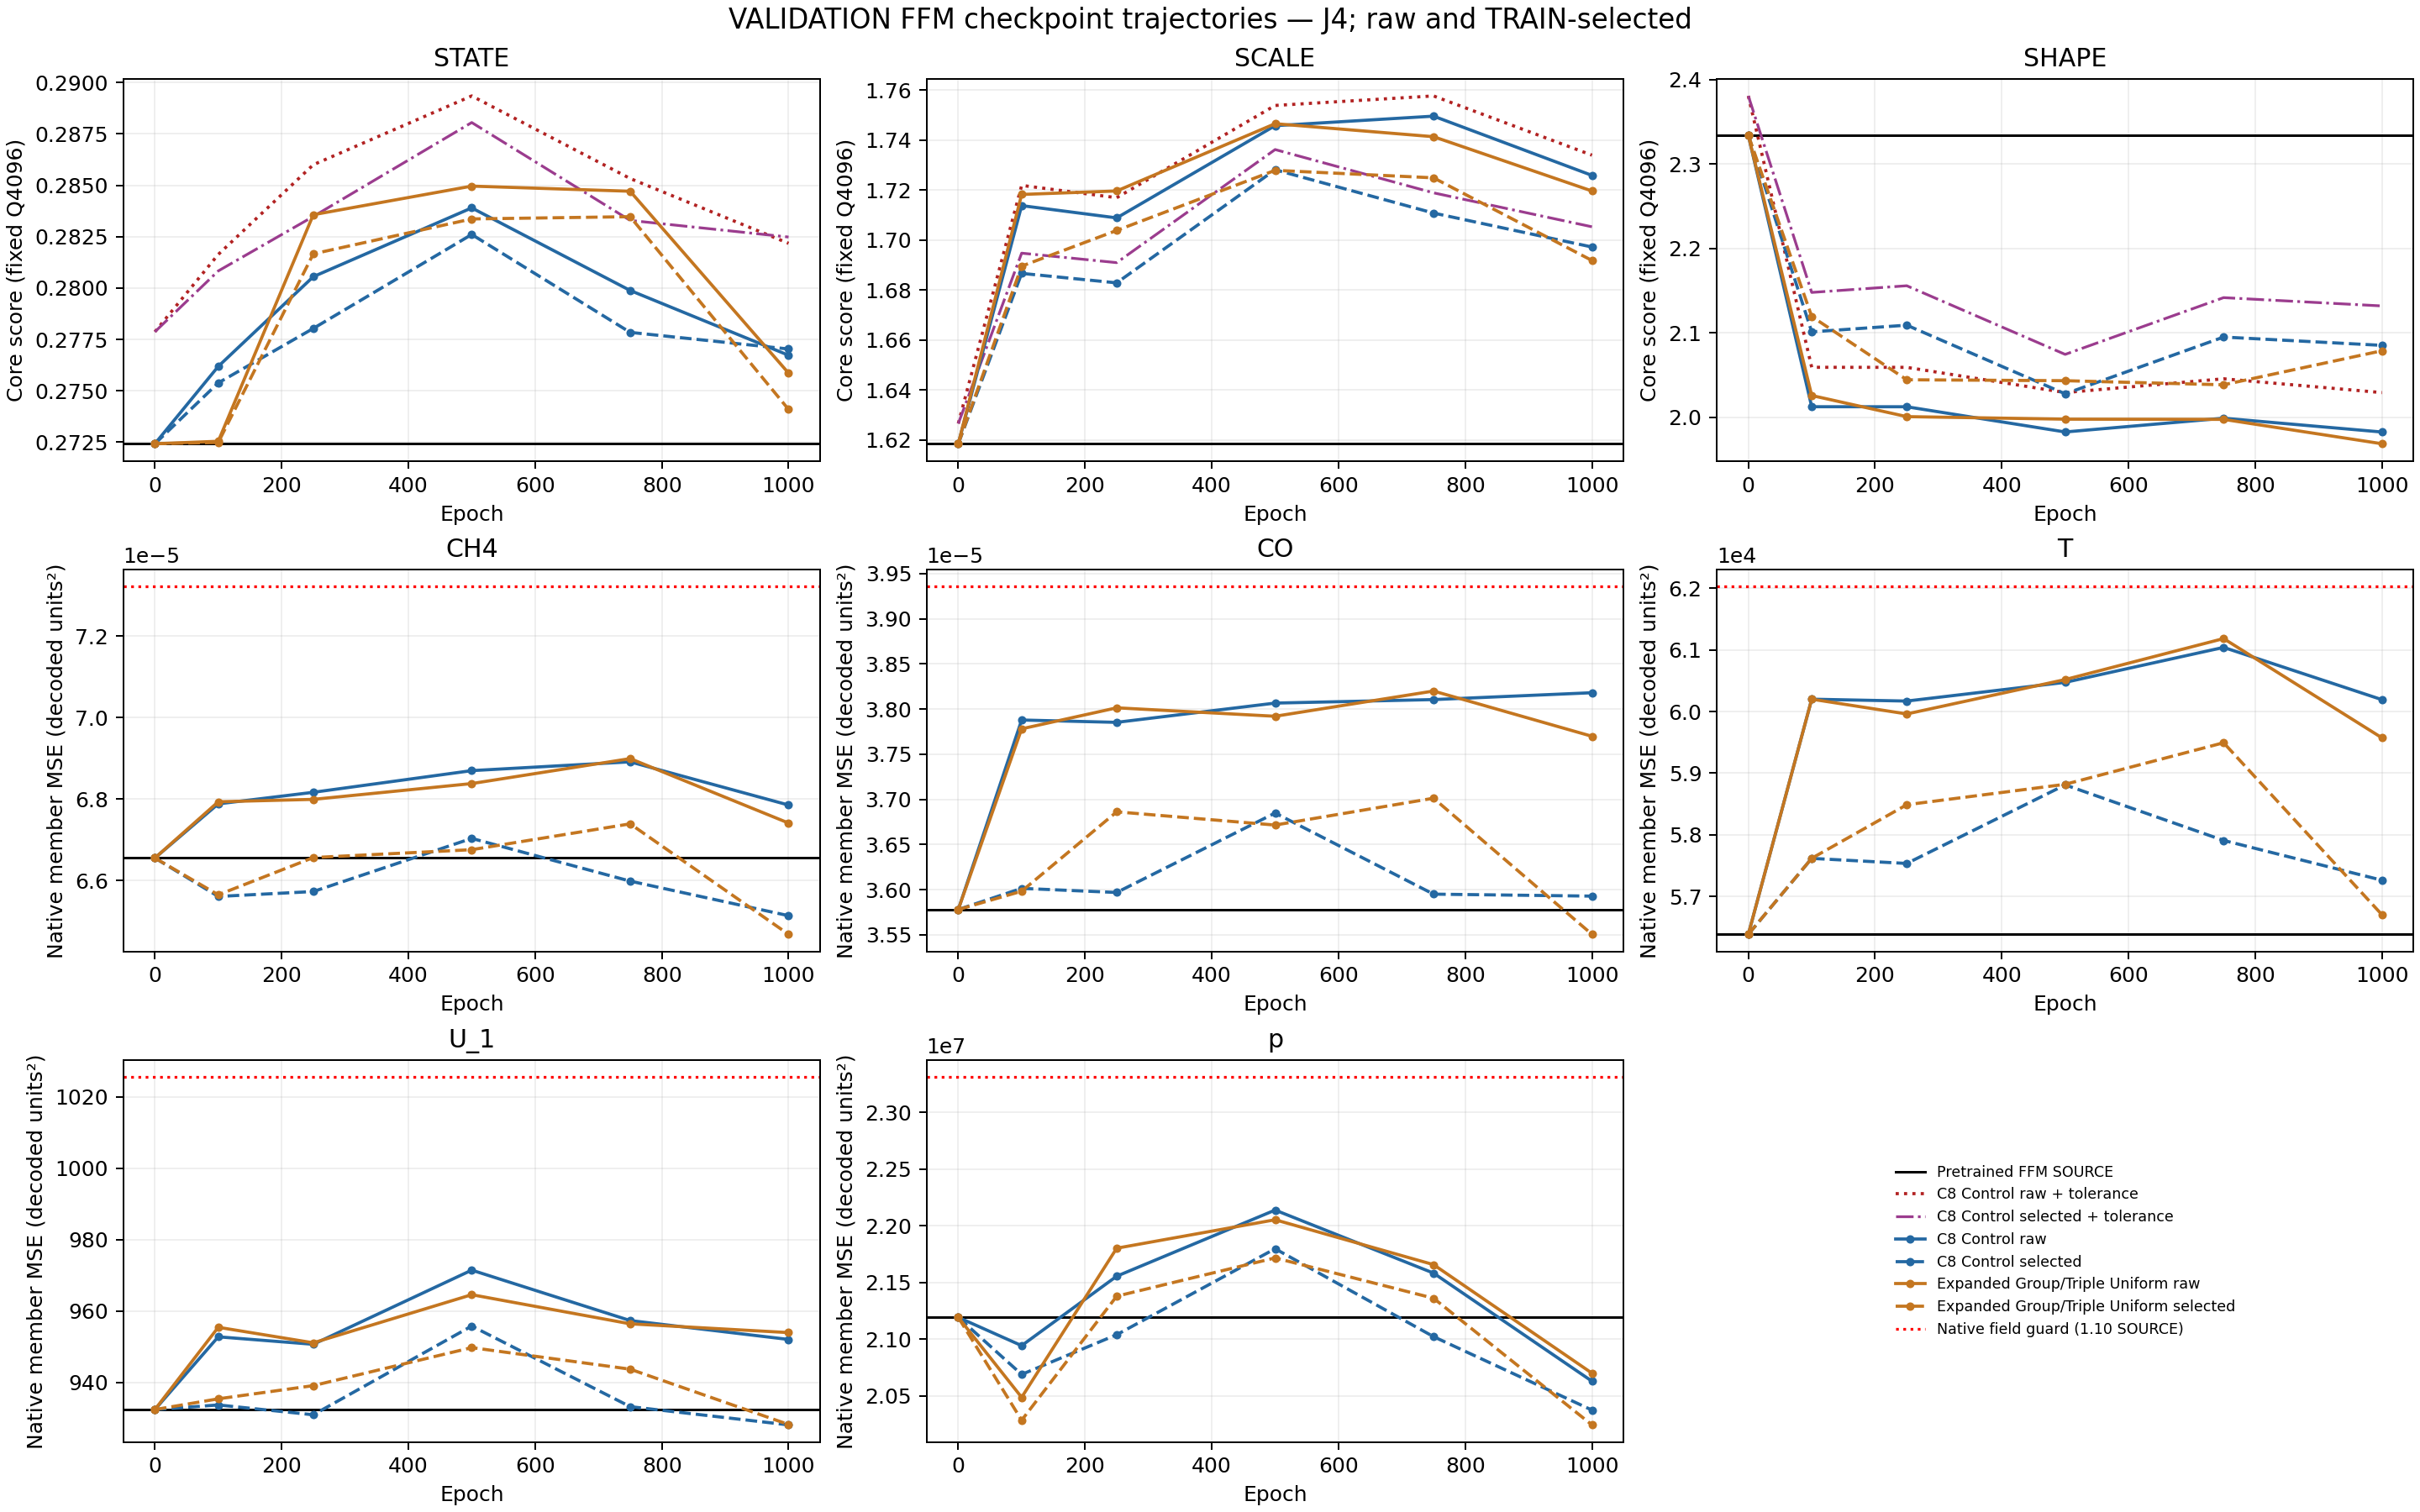 VALIDATION FFM checkpoint trajectories — J4; raw and TRAIN-selected
STATE
Core score (fixed Q4096)
0.2900
0.2875
0.2850
0.2825
0.2800
0.2775
0.2750
0.2725
0 200 400 600 800 1000
Epoch
SCALE
Core score (fixed Q4096)
1.76
1.74
1.72
1.70
1.68
1.66
1.64
1.62
0 200 400 600 800 1000
Epoch
SHAPE
Core score (fixed Q4096)
2.4
2.3
2.2
2.1
2.0
0 200 400 600 800 1000
Epoch
CH4
1e−5
Native member MSE (decoded units²)
7.2
7.0
6.8
6.6
0 200 400 600 800 1000
Epoch
CO
1e−5
Native member MSE (decoded units²)
3.95
3.90
3.85
3.80
3.75
3.70
3.65
3.60
3.55
0 200 400 600 800 1000
Epoch
T
1e4
Native member MSE (decoded units²)
6.2
6.1
6.0
5.9
5.8
5.7
0 200 400 600 800 1000
Epoch
U_1
Native member MSE (decoded units²)
1020
1000
980
960
940
0 200 400 600 800 1000
Epoch
p
1e7
Native member MSE (decoded units²)
2.30
2.25
2.20
2.15
2.10
2.05
0 200 400 600 800 1000
Epoch
Pretrained FFM SOURCE
C8 Control raw + tolerance
C8 Control selected + tolerance
C8 Control raw
C8 Control selected
Expanded Group/Triple Uniform raw
Expanded Group/Triple Uniform selected
Native field guard (1.10 SOURCE)